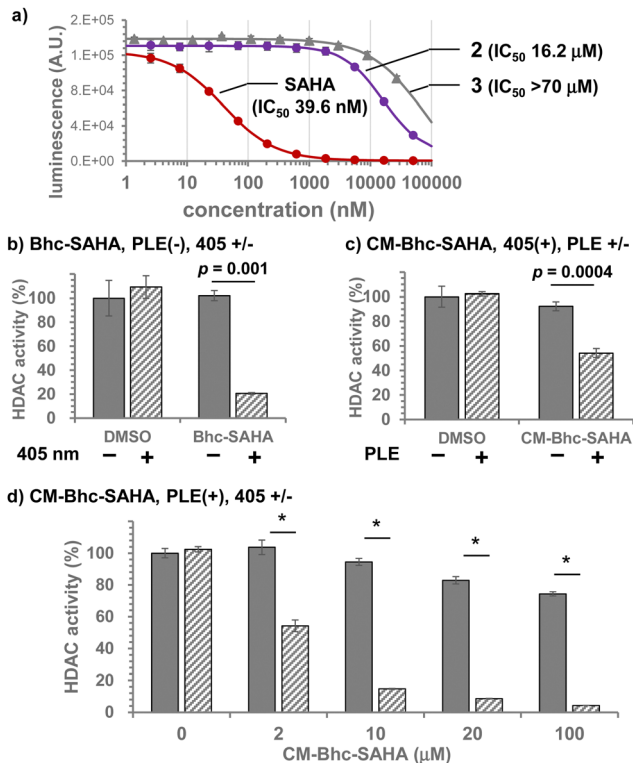 a)
luminescence (A.U.)
2.E+05
1.E+05
8.E+04
4.E+04
0.E+00
SAHA
(IC50 39.6 nM)
2 (IC50 16.2 μM)
3 (IC50 >70 μM)
1 10 100 1000 10000 100000
concentration (nM)
b) Bhc-SAHA, PLE(-), 405 +/-
HDAC activity (%)
120
100
80
60
40
20
0
p = 0.001
DMSO Bhc-SAHA
405 nm − + − +
c) CM-Bhc-SAHA, 405(+), PLE +/-
HDAC activity (%)
120
100
80
60
40
20
0
p = 0.0004
DMSO CM-Bhc-SAHA
PLE − + − +
d) CM-Bhc-SAHA, PLE(+), 405 +/-
HDAC activity (%)
120
100
80
60
40
20
0
* * * *
0 2 10 20 100
CM-Bhc-SAHA (μM)